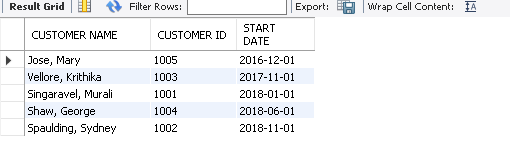 Result Grid Filter Rows: Export: Wrap Cell Content:
CUSTOMER NAME CUSTOMER ID START DATE
Jose, Mary 1005 2016-12-01
Vellore, Krithika 1003 2017-11-01
Singaravel, Murali 1001 2018-01-01
Shaw, George 1004 2018-06-01
Spaulding, Sydney 1002 2018-11-01